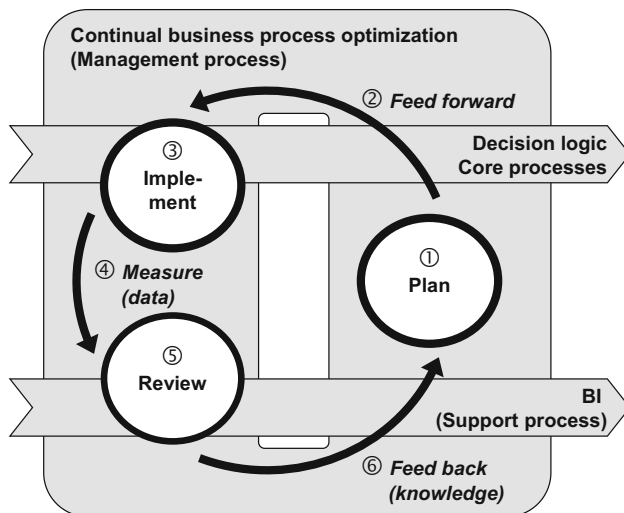 Continual business process optimization
(Management process)
② Feed forward
Decision logic
Core processes
③
Imple-
ment
①
Plan
④ Measure
(data)
⑤
Review
BI
(Support process)
⑥ Feed back
(knowledge)